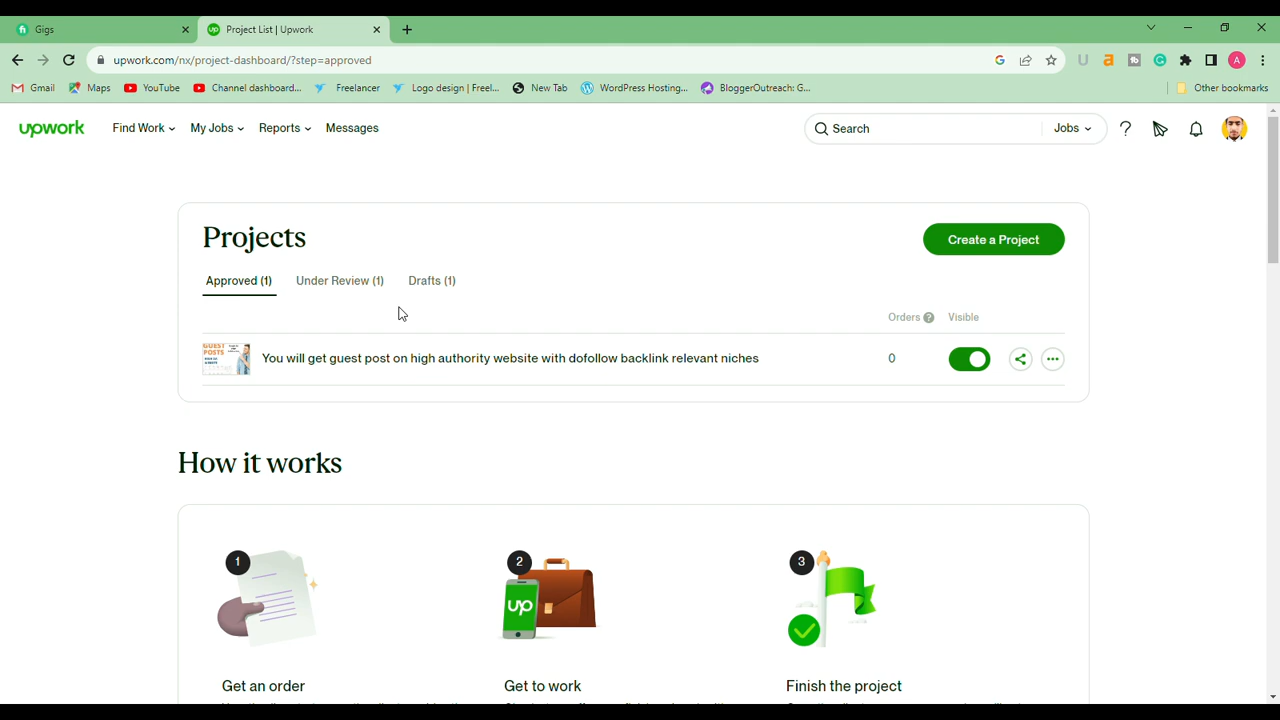 Gigs
Project List | Upwork
upwork.com/nx/project-dashboard/?step=approved
Gmail Maps YouTube Channel dashboard... Freelancer Logo design | Freel... New Tab WordPress Hosting... BloggerOutreach: G... Other bookmarks
upwork Find Work My Jobs Reports Messages Search Jobs
Projects
Create a Project
Approved (1) Under Review (1) Drafts (1)
Orders ? Visible
GUEST
POSTS
You will get guest post on high authority website with dofollow backlink relevant niches 0
How it works
1 2 3
up
Get an order Get to work Finish the project